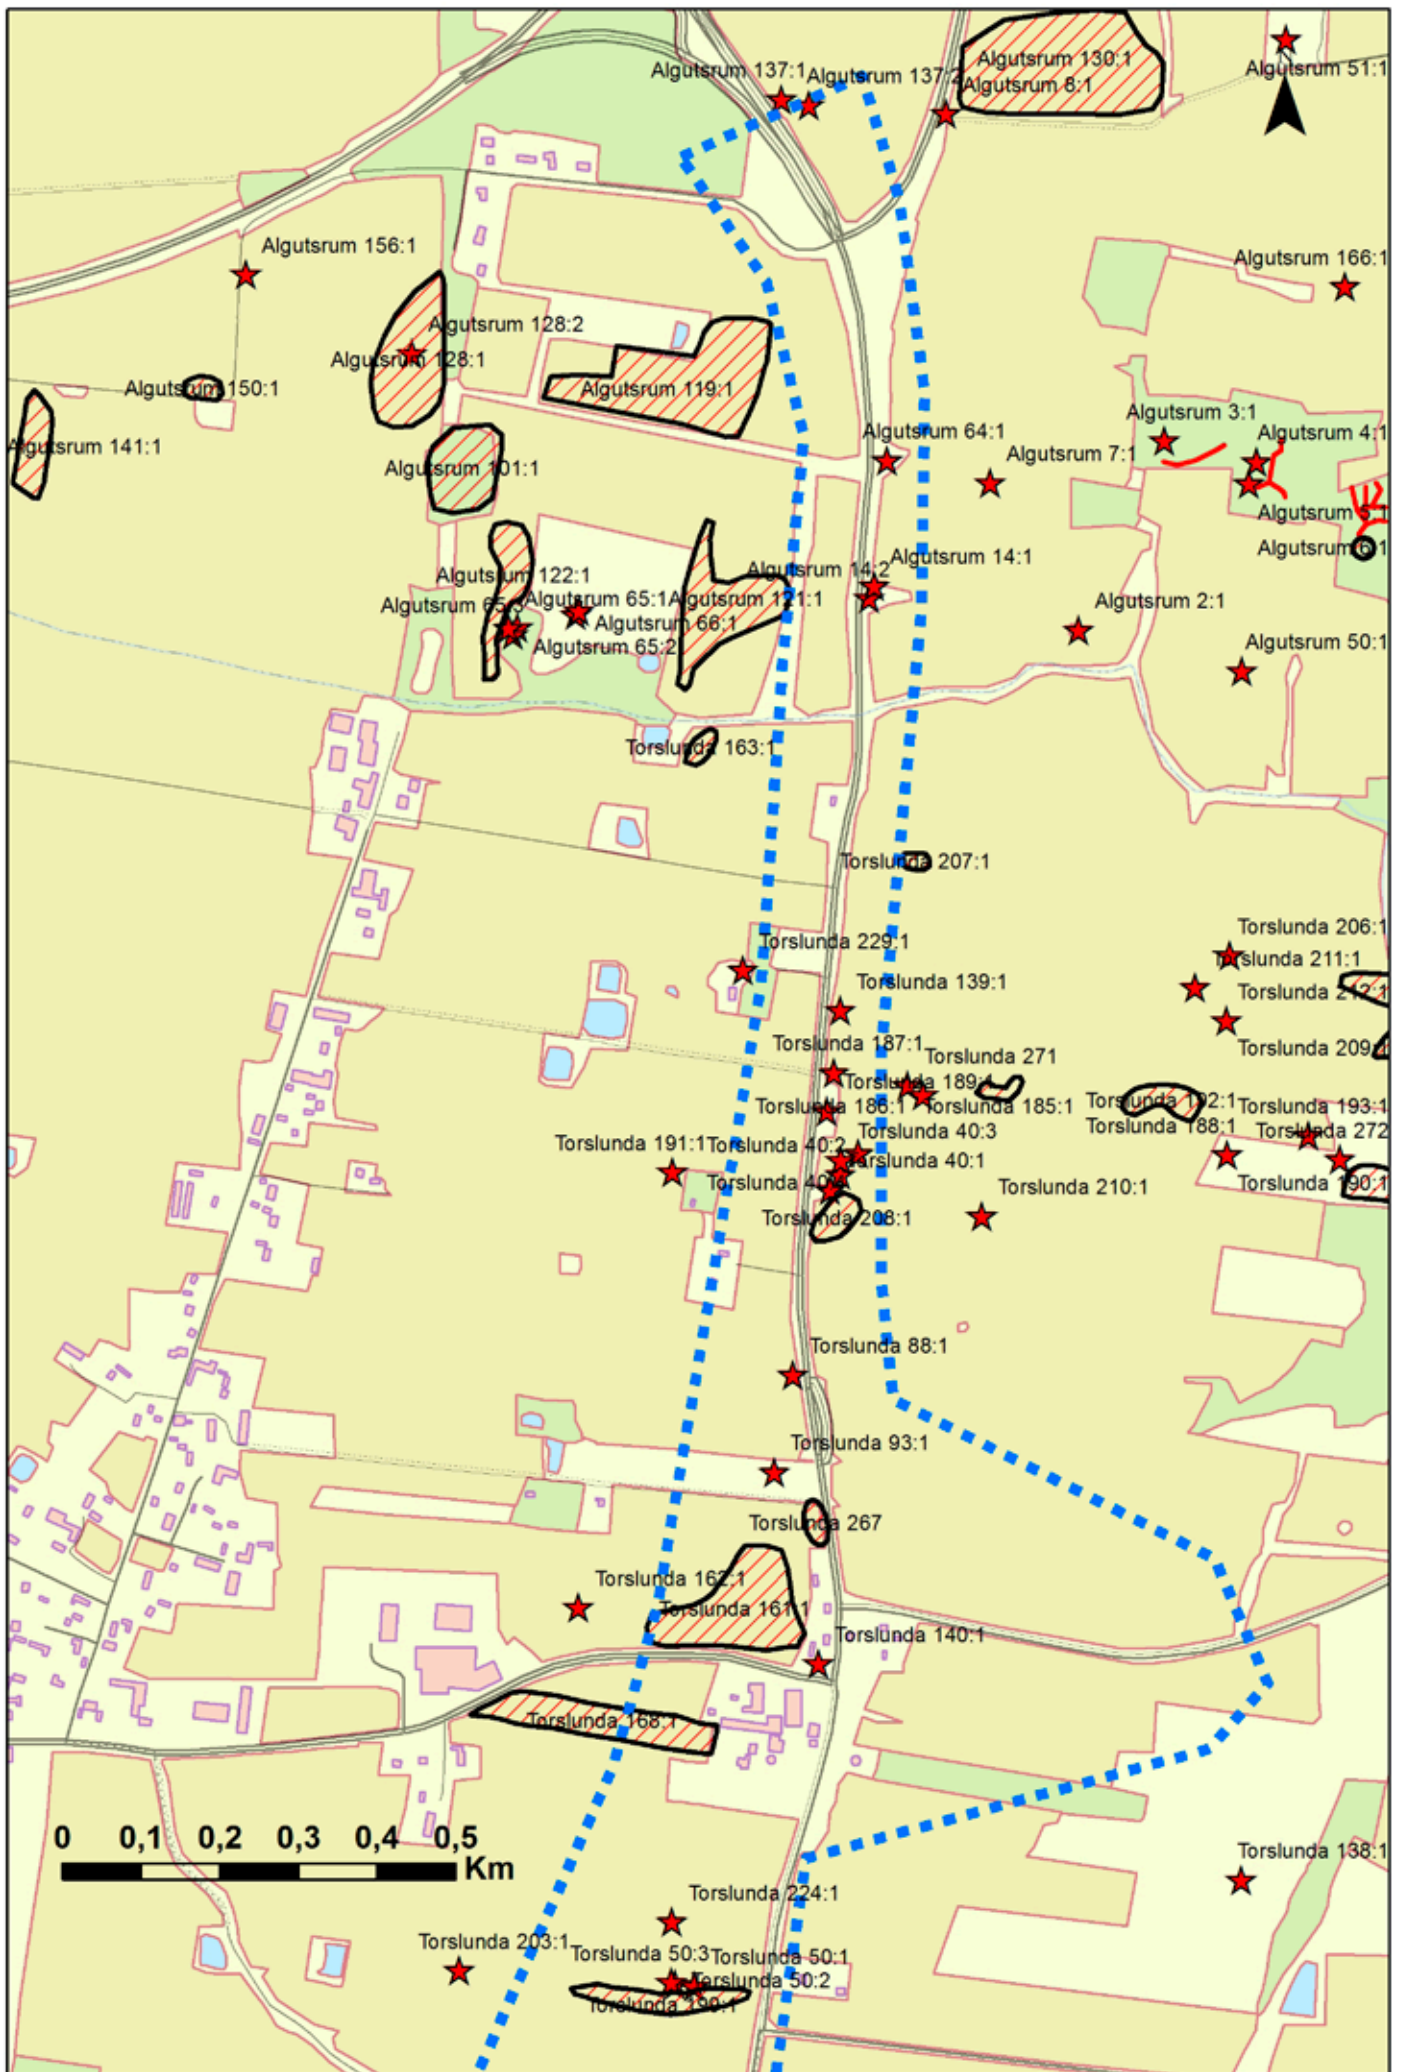 Algutsrum 130:1
Algutsrum 51:1
Algutsrum 137:1
Algutsrum 137:2
Algutsrum 8:1
Algutsrum 156:1
Algutsrum 166:1
Algutsrum 128:2
Algutsrum 128:1
Algutsrum 150:1
Algutsrum 119:1
Algutsrum 3:1
Algutsrum 64:1
Algutsrum 4:1
Algutsrum 141:1
Algutsrum 7:1
Algutsrum 101:1
Algutsrum 5:1
Algutsrum 6:1
Algutsrum 14:1
Algutsrum 14:2
Algutsrum 122:1
Algutsrum 65:1
Algutsrum 121:1
Algutsrum 65:3
Algutsrum 2:1
Algutsrum 66:1
Algutsrum 65:2
Algutsrum 50:1
Torslunda 163:1
Torslunda 207:1
Torslunda 206:1
Torslunda 229:1
Torslunda 211:1
Torslunda 139:1
Torslunda 212:1
Torslunda 187:1
Torslunda 209:
Torslunda 271
Torslunda 189:1
Torslunda 192:1
Torslunda 186:1
Torslunda 185:1
Torslunda 193:1
Torslunda 188:1
Torslunda 272
Torslunda 40:3
Torslunda 191:1
Torslunda 40:2
Torslunda 40:1
Torslunda
Torslunda 190:1
Torslunda 210:1
Torslunda 208:1
Torslunda 88:1
Torslunda 93:1
Torslunda 267
Torslunda 162:1
Torslunda 161:1
Torslunda 140:1
Torslunda 168:1
0 0,1 0,2 0,3 0,4 0,5
Km
Torslunda 138:1
Torslunda 224:1
Torslunda 203:1
Torslunda 50:3
Torslunda 50:1
Torslunda 50:2
Torslunda 199:1